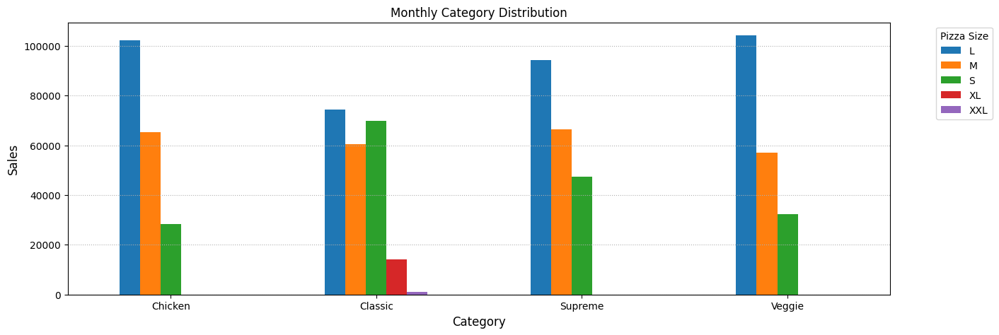 Monthly Category Distribution
Sales
100000
80000
60000
40000
20000
0
Chicken
Classic
Supreme
Veggie
Category
Pizza Size
L
M
S
XL
XXL